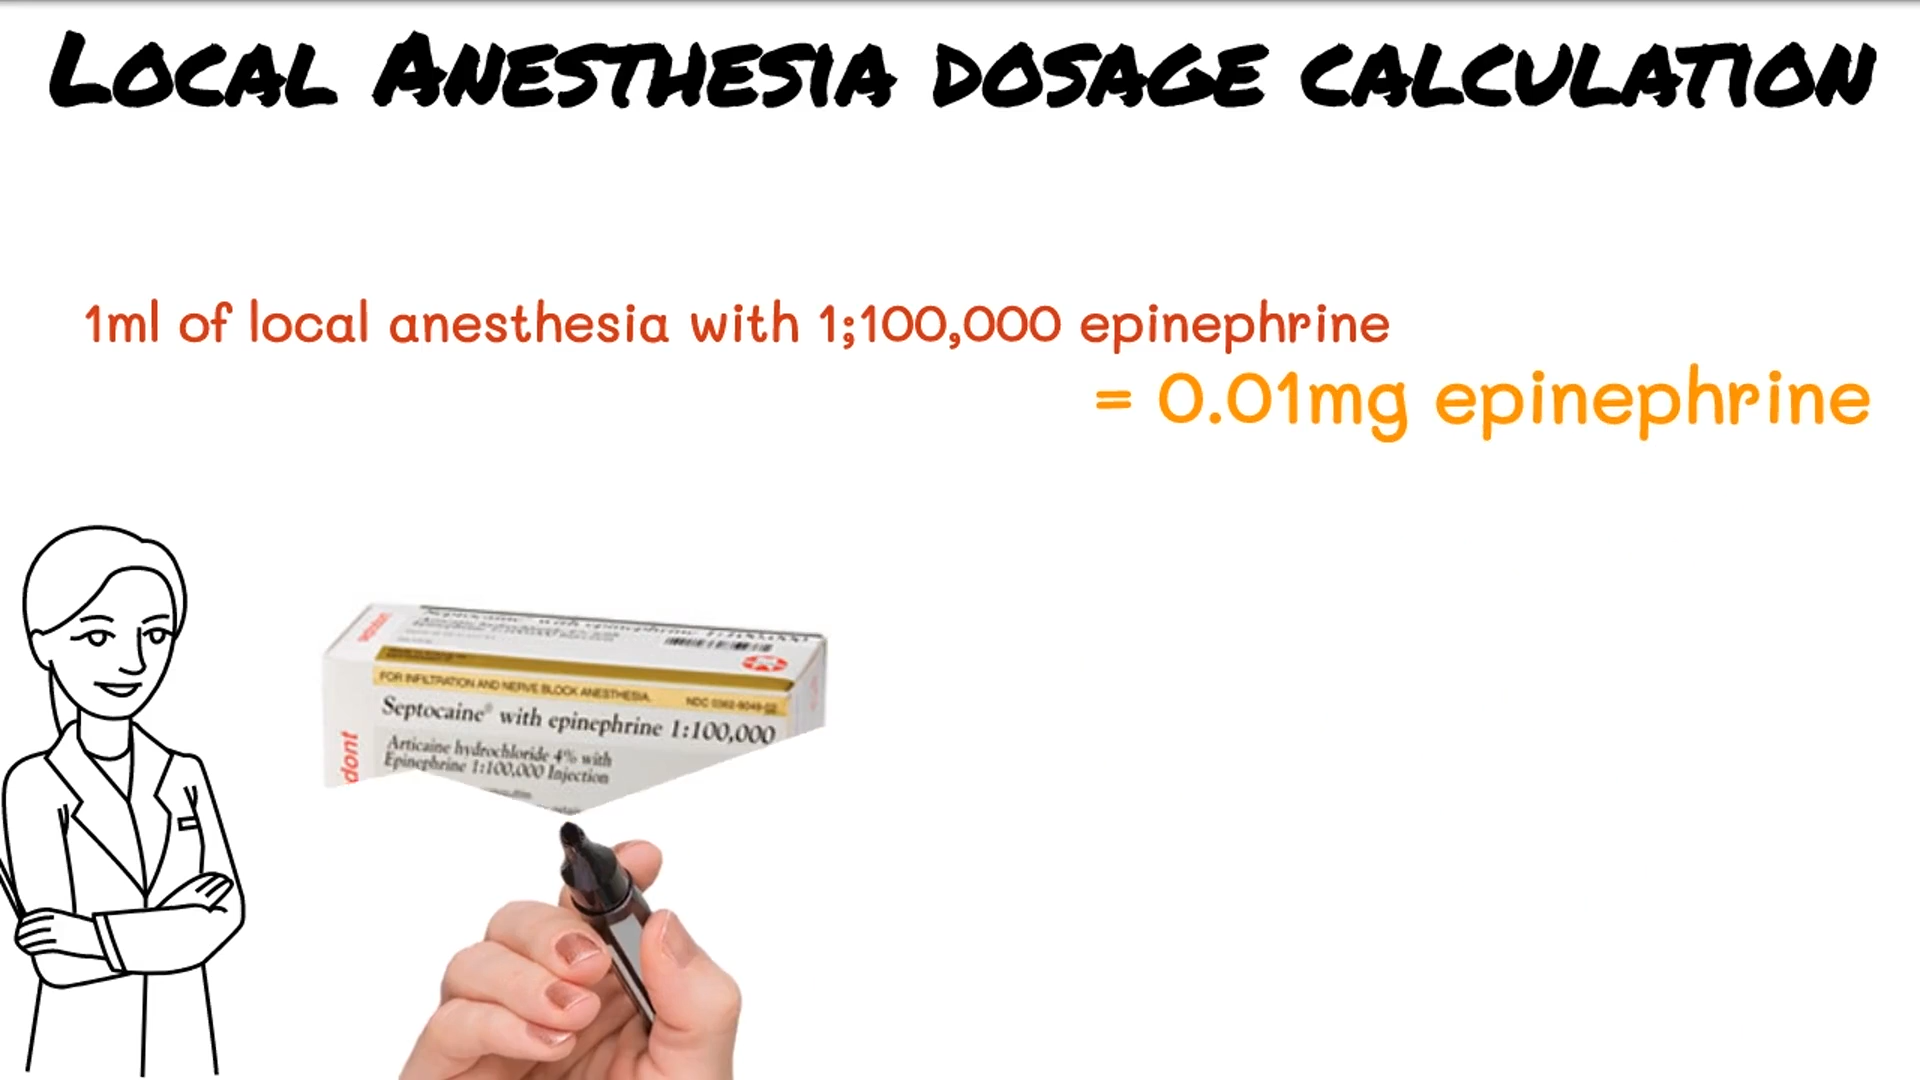 Local Anesthesia dosage calculation
1ml of local anesthesia with 1;100,000 epinephrine
= 0.01mg epinephrine
FOR INFILTRATION AND NERVE BLOCK ANESTHESIA.
Septocaine® with epinephrine 1:100,000
Articaine hydrochloride 4% with
Epinephrine 1:100,000 Injection
dont